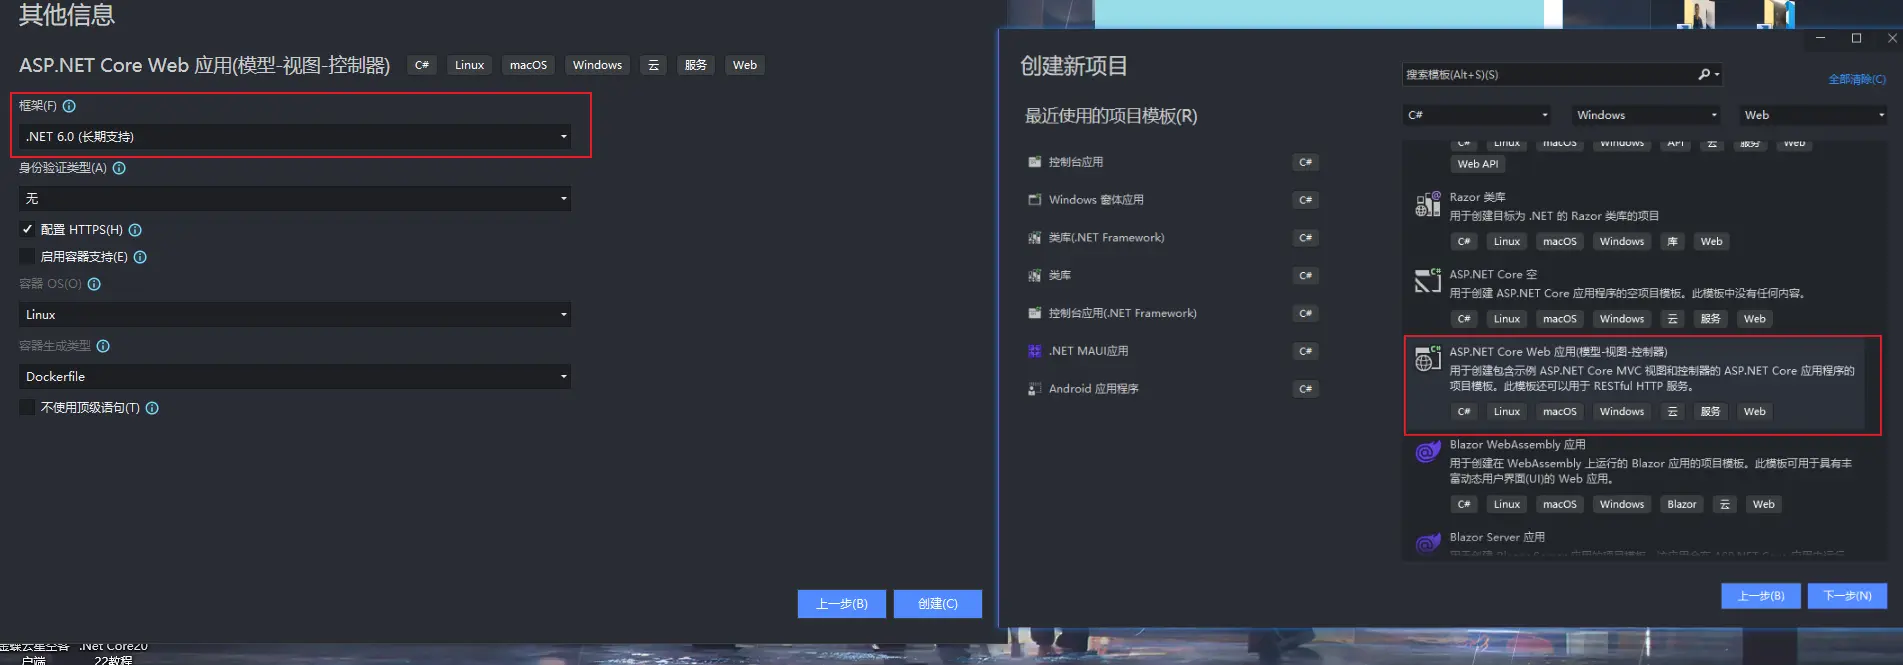 其他信息
ASP.NET Core Web 应用(模型-视图-控制器) C# Linux macOS Windows 云 服务 Web
框架(F)
.NET 6.0 (长期支持)
身份验证类型(A)
无
配置 HTTPS(H)
启用容器支持(E)
容器 OS(O)
Linux
容器生成类型
Dockerfile
不使用顶级语句(T)
上一步(B) 创建(C)
创建新项目
搜索模板(Alt+S)(S)
全部清除(C)
最近使用的项目模板(R)
C# Windows Web
控制台应用 C#
Windows 窗体应用 C#
类库(.NET Framework) C#
类库 C#
控制台应用(.NET Framework) C#
.NET MAUI应用 C#
Android 应用程序 C#
C# Linux macOS Windows API 云 服务 Web
Web API
Razor 类库
用于创建目标为 .NET 的 Razor 类库的项目
C# Linux macOS Windows 库 Web
ASP.NET Core 空
用于创建 ASP.NET Core 应用程序的空项目模板。此模板中没有任何内容。
C# Linux macOS Windows 云 服务 Web
ASP.NET Core Web 应用(模型-视图-控制器)
用于创建包含示例 ASP.NET Core MVC 视图和控制器的 ASP.NET Core 应用程序的
项目模板。此模板还可以用于 RESTful HTTP 服务。
C# Linux macOS Windows 云 服务 Web
Blazor WebAssembly 应用
用于创建在 WebAssembly 上运行的 Blazor 应用的项目模板。此模板可用于具有丰
富动态用户界面(UI)的 Web 应用。
C# Linux macOS Windows Blazor 云 Web
Blazor Server 应用
上一步(B) 下一步(N)
金蝶云星空客 .Net Core20
户端 22教程